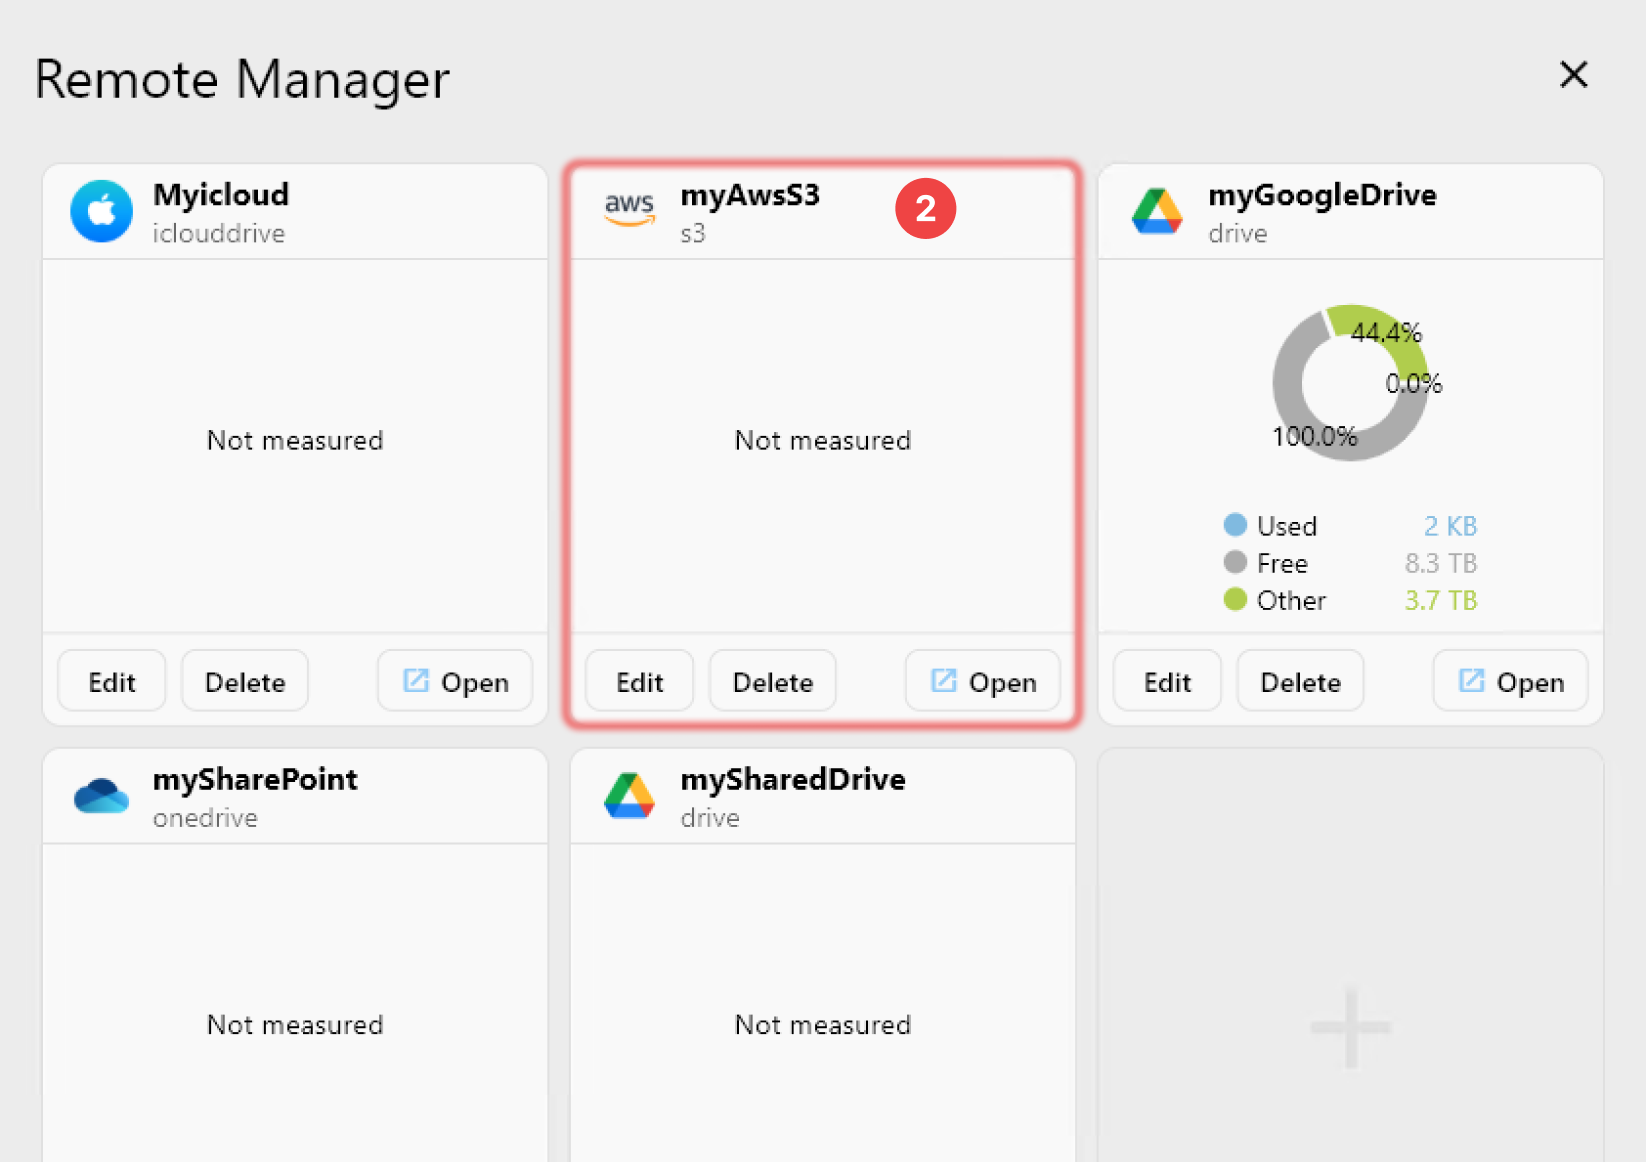 Remote Manager
Myicloud
iclouddrive
Not measured
Edit
Delete
Open
aws
myAwsS3
s3
2
Not measured
Edit
Delete
Open
myGoogleDrive
drive
44.4%
0.0%
100.0%
Used 2 KB
Free 8.3 TB
Other 3.7 TB
Edit
Delete
Open
mySharePoint
onedrive
Not measured
mySharedDrive
drive
Not measured